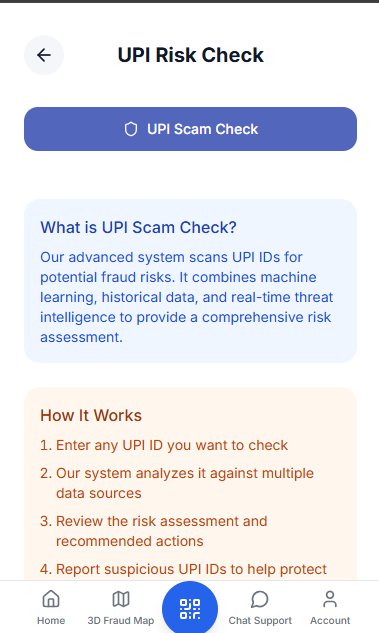 UPI Risk Check
UPI Scam Check
What is UPI Scam Check?
Our advanced system scans UPI IDs for
potential fraud risks. It combines machine
learning, historical data, and real-time threat
intelligence to provide a comprehensive risk
assessment.
How It Works
1. Enter any UPI ID you want to check
2. Our system analyzes it against multiple
data sources
3. Review the risk assessment and
recommended actions
4. Report suspicious UPI IDs to help protect
Home
3D Fraud Map
Chat Support
Account